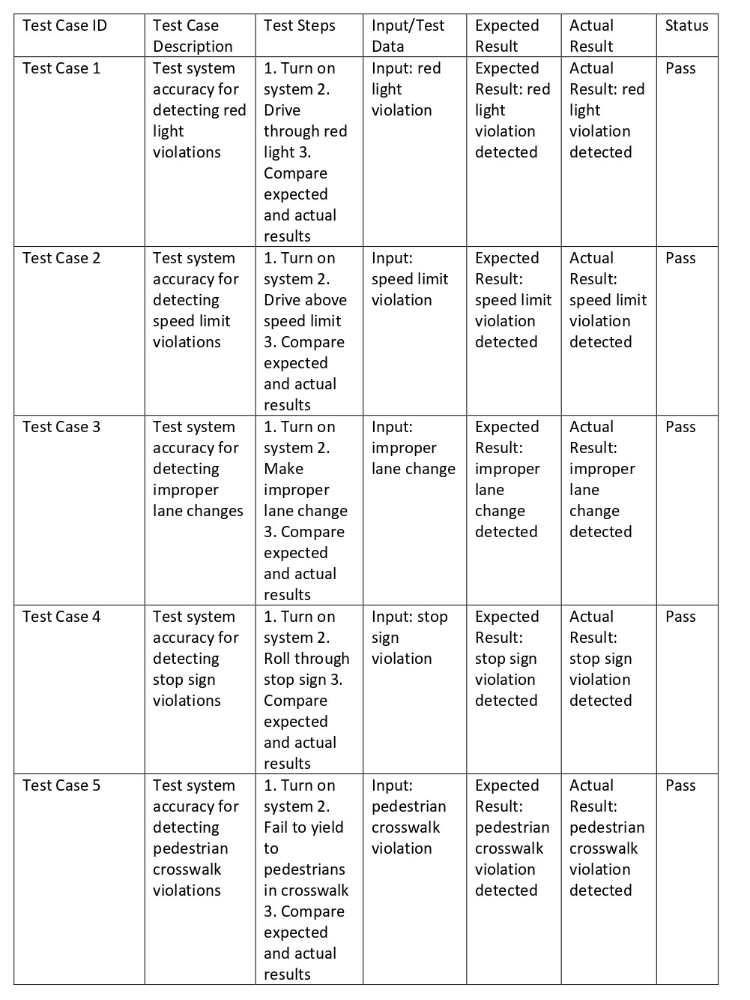 Test Case ID
Test Case
Description
Test Steps
Input/Test
Data
Expected
Result
Actual
Result
Status
Test Case 1
Test system
accuracy for
detecting red
light
violations
1. Turn on
system 2.
Drive
through red
light 3.
Compare
expected
and actual
results
Input: red
light
violation
Expected
Result: red
light
violation
detected
Actual
Result: red
light
violation
detected
Pass
Test Case 2
Test system
accuracy for
detecting
speed limit
violations
1. Turn on
system 2.
Drive above
speed limit
3. Compare
expected
and actual
results
Input:
speed limit
violation
Expected
Result:
speed limit
violation
detected
Actual
Result:
speed limit
violation
detected
Pass
Test Case 3
Test system
accuracy for
detecting
improper
lane changes
1. Turn on
system 2.
Make
improper
lane change
3. Compare
expected
and actual
results
Input:
improper
lane change
Expected
Result:
improper
lane
change
detected
Actual
Result:
improper
lane
change
detected
Pass
Test Case 4
Test system
accuracy for
detecting
stop sign
violations
1. Turn on
system 2.
Roll through
stop sign 3.
Compare
expected
and actual
results
Input: stop
sign
violation
Expected
Result:
stop sign
violation
detected
Actual
Result:
stop sign
violation
detected
Pass
Test Case 5
Test system
accuracy for
detecting
pedestrian
crosswalk
violations
1. Turn on
system 2.
Fail to yield
to
pedestrians
in crosswalk
3. Compare
expected
and actual
results
Input:
pedestrian
crosswalk
violation
Expected
Result:
pedestrian
crosswalk
violation
detected
Actual
Result:
pedestrian
crosswalk
violation
detected
Pass